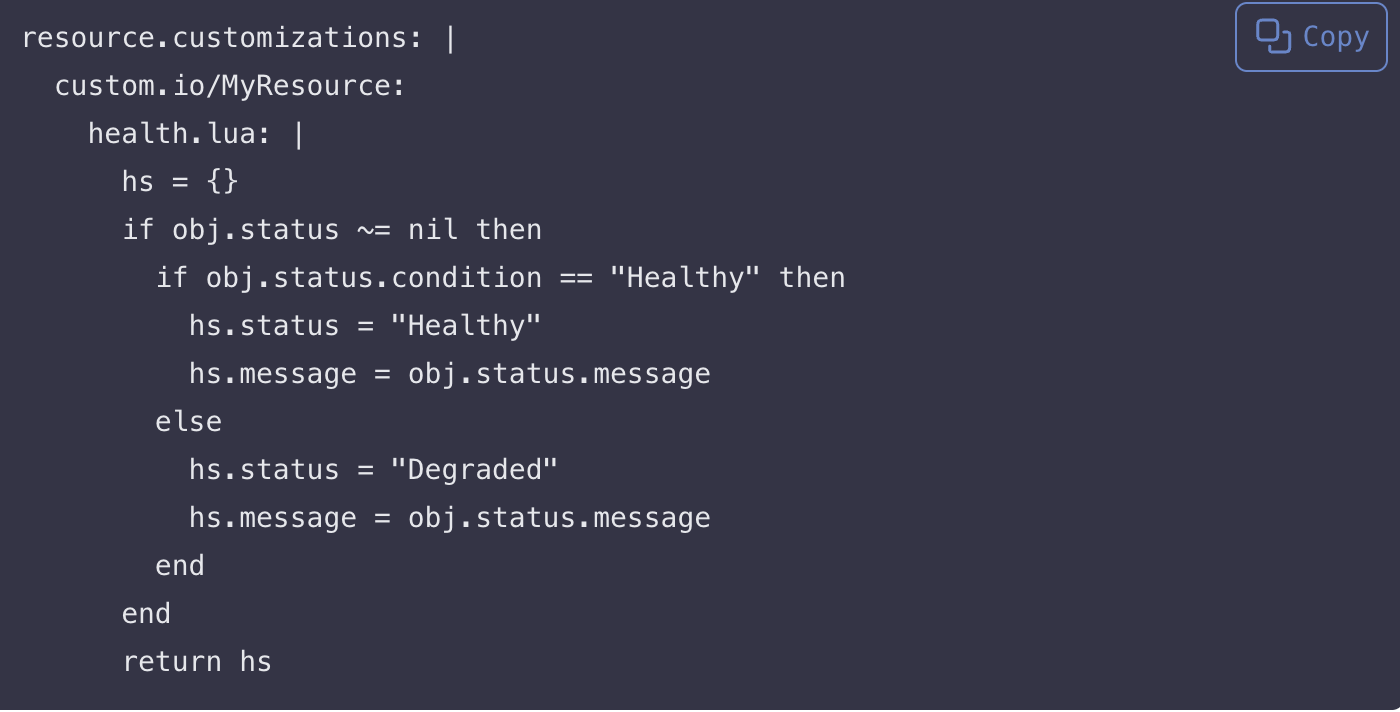 resource.customizations: |
  custom.io/MyResource:
    health.lua: |
      hs = {}
      if obj.status ~= nil then
        if obj.status.condition == "Healthy" then
          hs.status = "Healthy"
          hs.message = obj.status.message
        else
          hs.status = "Degraded"
          hs.message = obj.status.message
        end
      end
      return hs
Copy